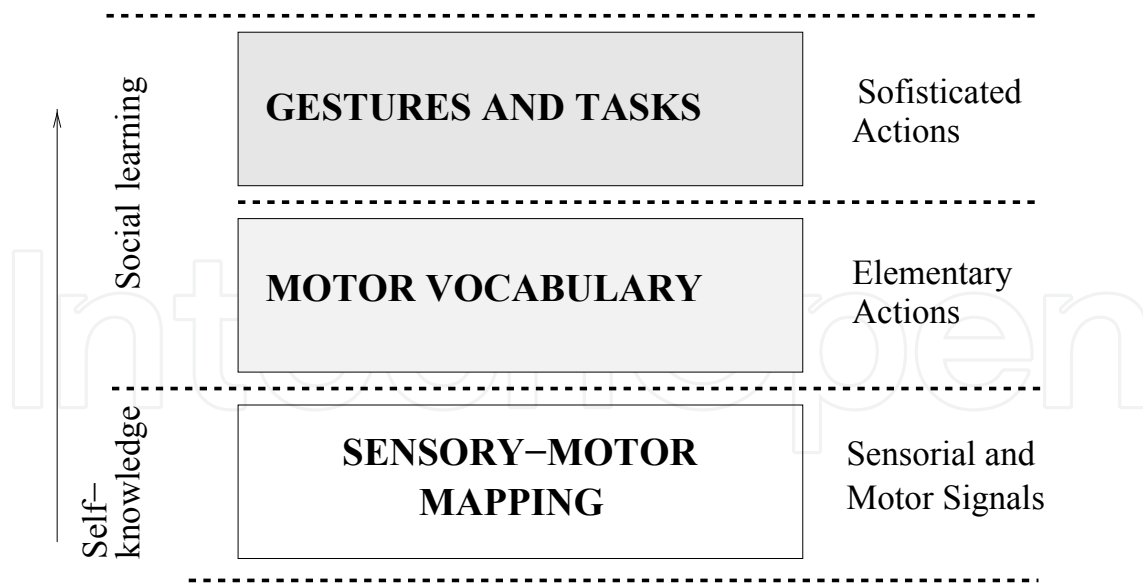 Social learning
GESTURES AND TASKS
Sofisticated
Actions
MOTOR VOCABULARY
Elementary
Actions
Self−
knowledge
SENSORY−MOTOR
MAPPING
Sensorial and
Motor Signals
IntechOpen